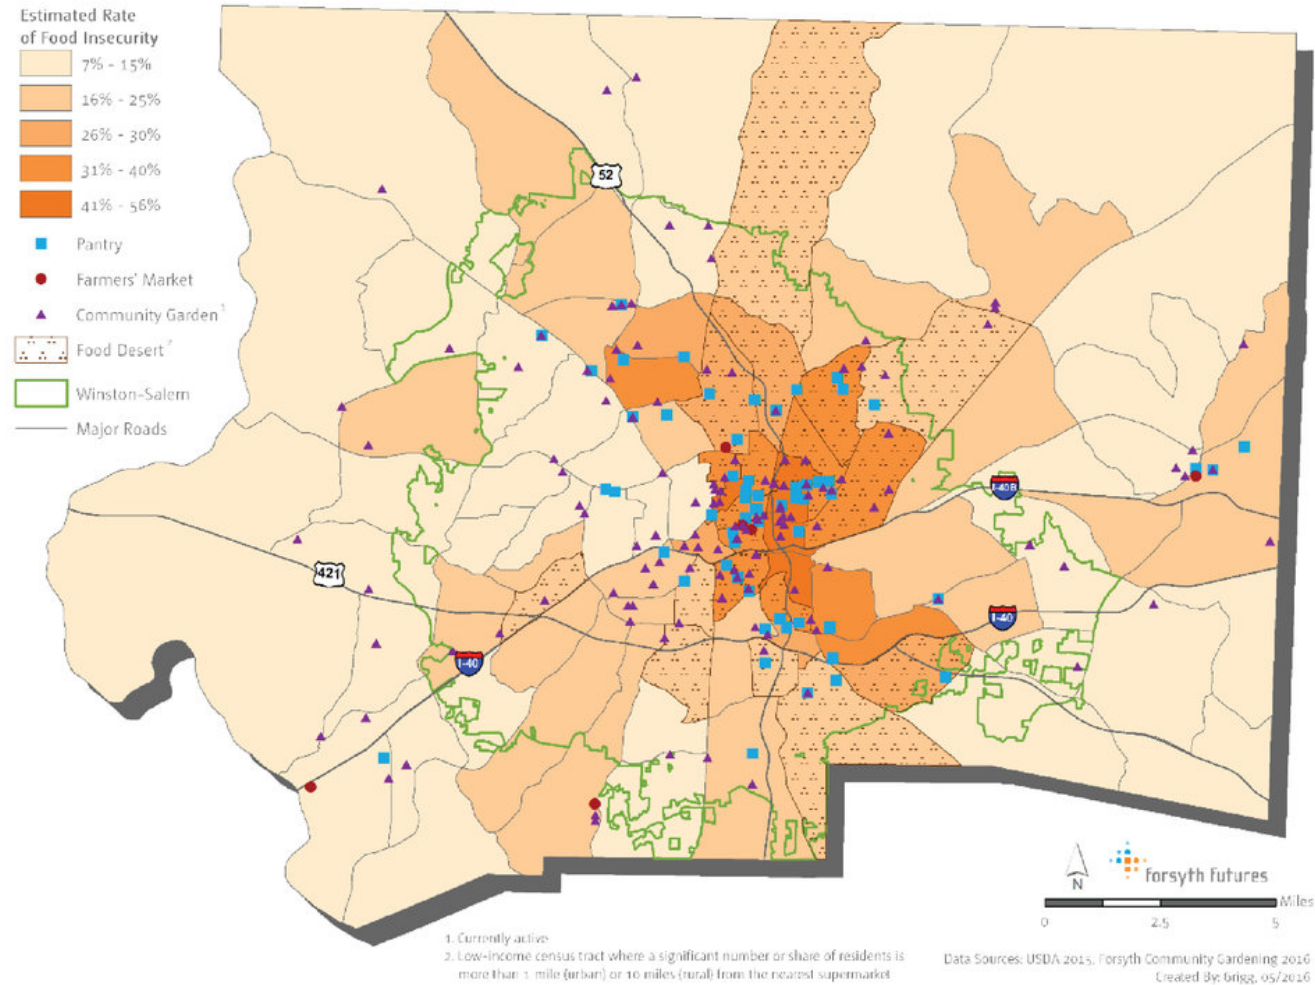 Estimated Rate
of Food Insecurity
7% - 15%
16% - 25%
26% - 30%
31% - 40%
41% - 56%
Pantry
Farmers' Market
Community Garden¹
Food Desert²
Winston-Salem
Major Roads
52
I-40B
421
I-40
I-40
N
Forsyth Futures
Miles
0 2.5 5
1. Currently active
2. Low-income census tract where a significant number or share of residents is
more than 1 mile (urban) or 10 miles (rural) from the nearest supermarket
Data Sources: USDA 2015, Forsyth Community Gardening 2016
Created By: Grigg, 05/2016